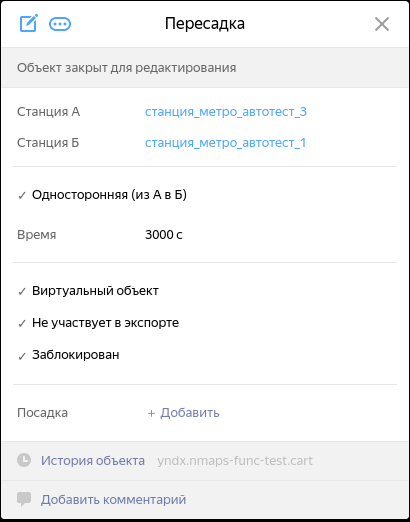 Пересадка
Объект закрыт для редактирования
Станция А станция_метро_автотест_3
Станция Б станция_метро_автотест_1
✓ Односторонняя (из А в Б)
Время 3000 с
✓ Виртуальный объект
✓ Не участвует в экспорте
✓ Заблокирован
Посадка + Добавить
История объекта yndx.nmaps-func-test.cart
Добавить комментарий